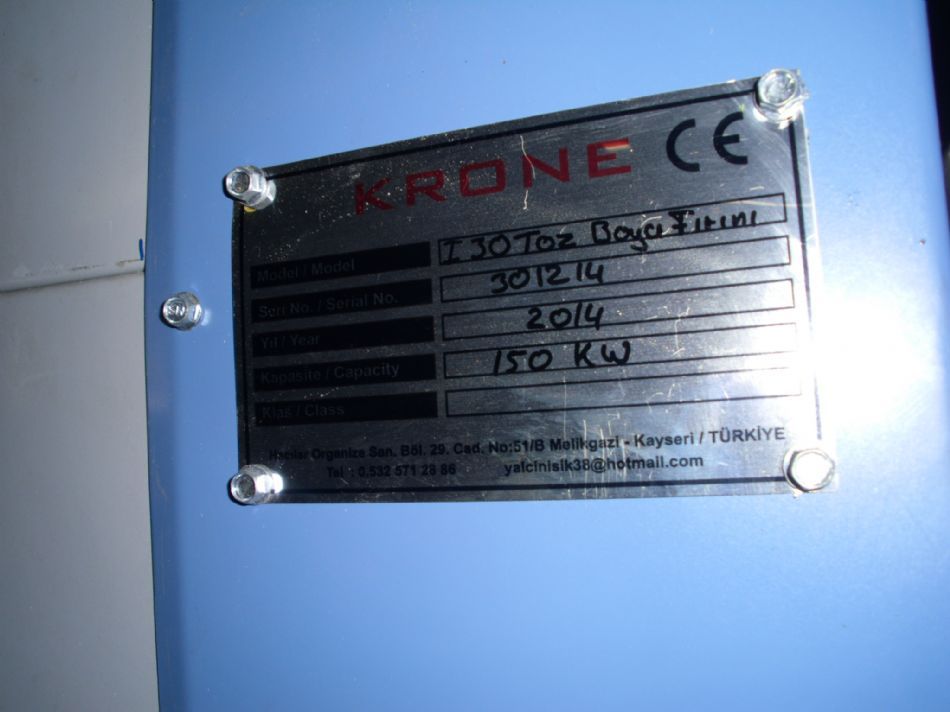 KRONE CE
Model / Model I 30 Toz Boya Fırını
Seri No. / Serial No. 301214
Yıl / Year 2014
Kapasite / Capacity 150 KW
Klas / Class
Hacılar Organize San. Böl. 29. Cad. No:51/B Melikgazi - Kayseri / TÜRKİYE
Tel : 0.532 571 28 86 yalcinisik38@hotmail.com